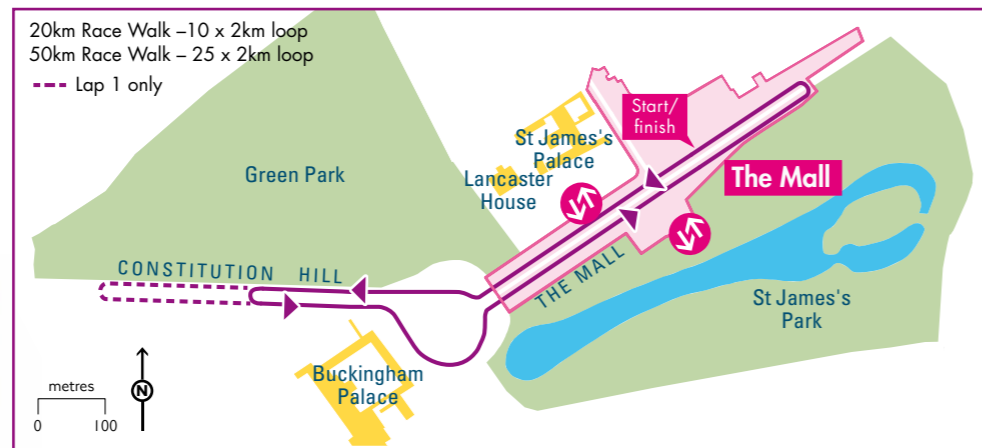 20km Race Walk –10 x 2km loop
50km Race Walk – 25 x 2km loop
Lap 1 only
Start/
finish
St James's
Palace
Lancaster
House
Green Park
The Mall
CONSTITUTION HILL
THE MALL
St James's
Park
Buckingham
Palace
metres
0 100
N